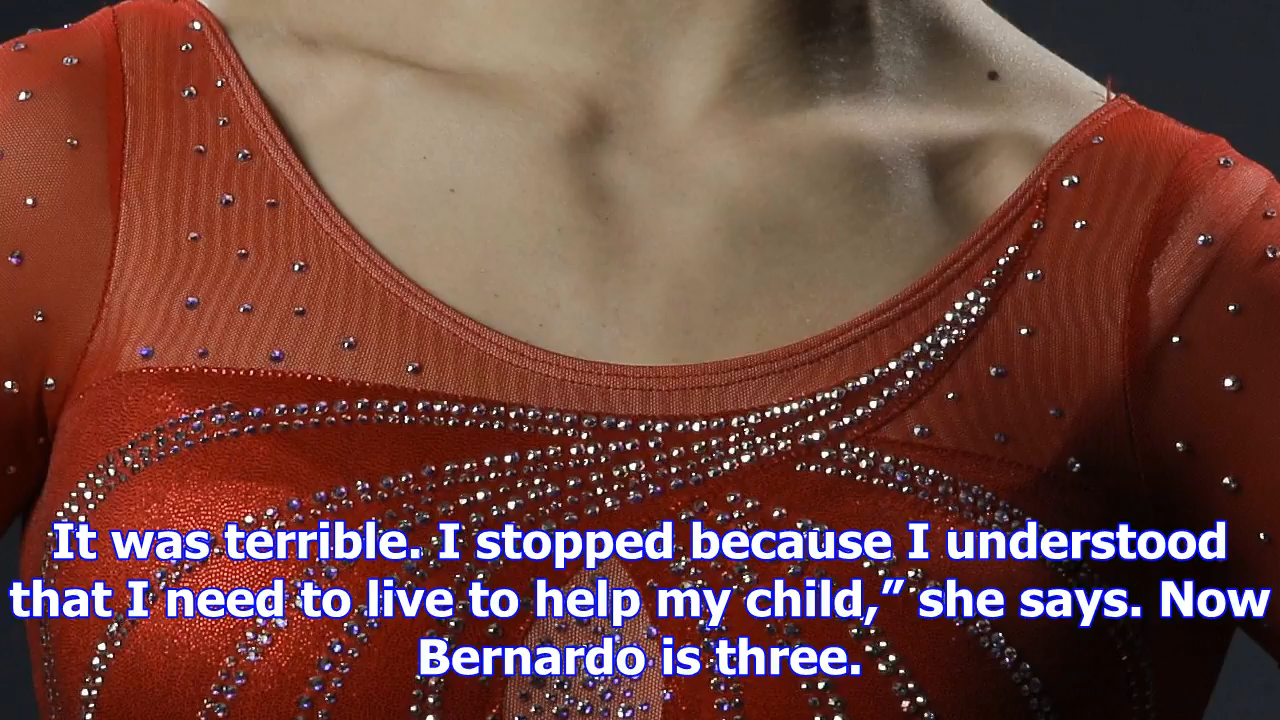 It was terrible. I stopped because I understood
that I need to live to help my child,” she says. Now
Bernardo is three.